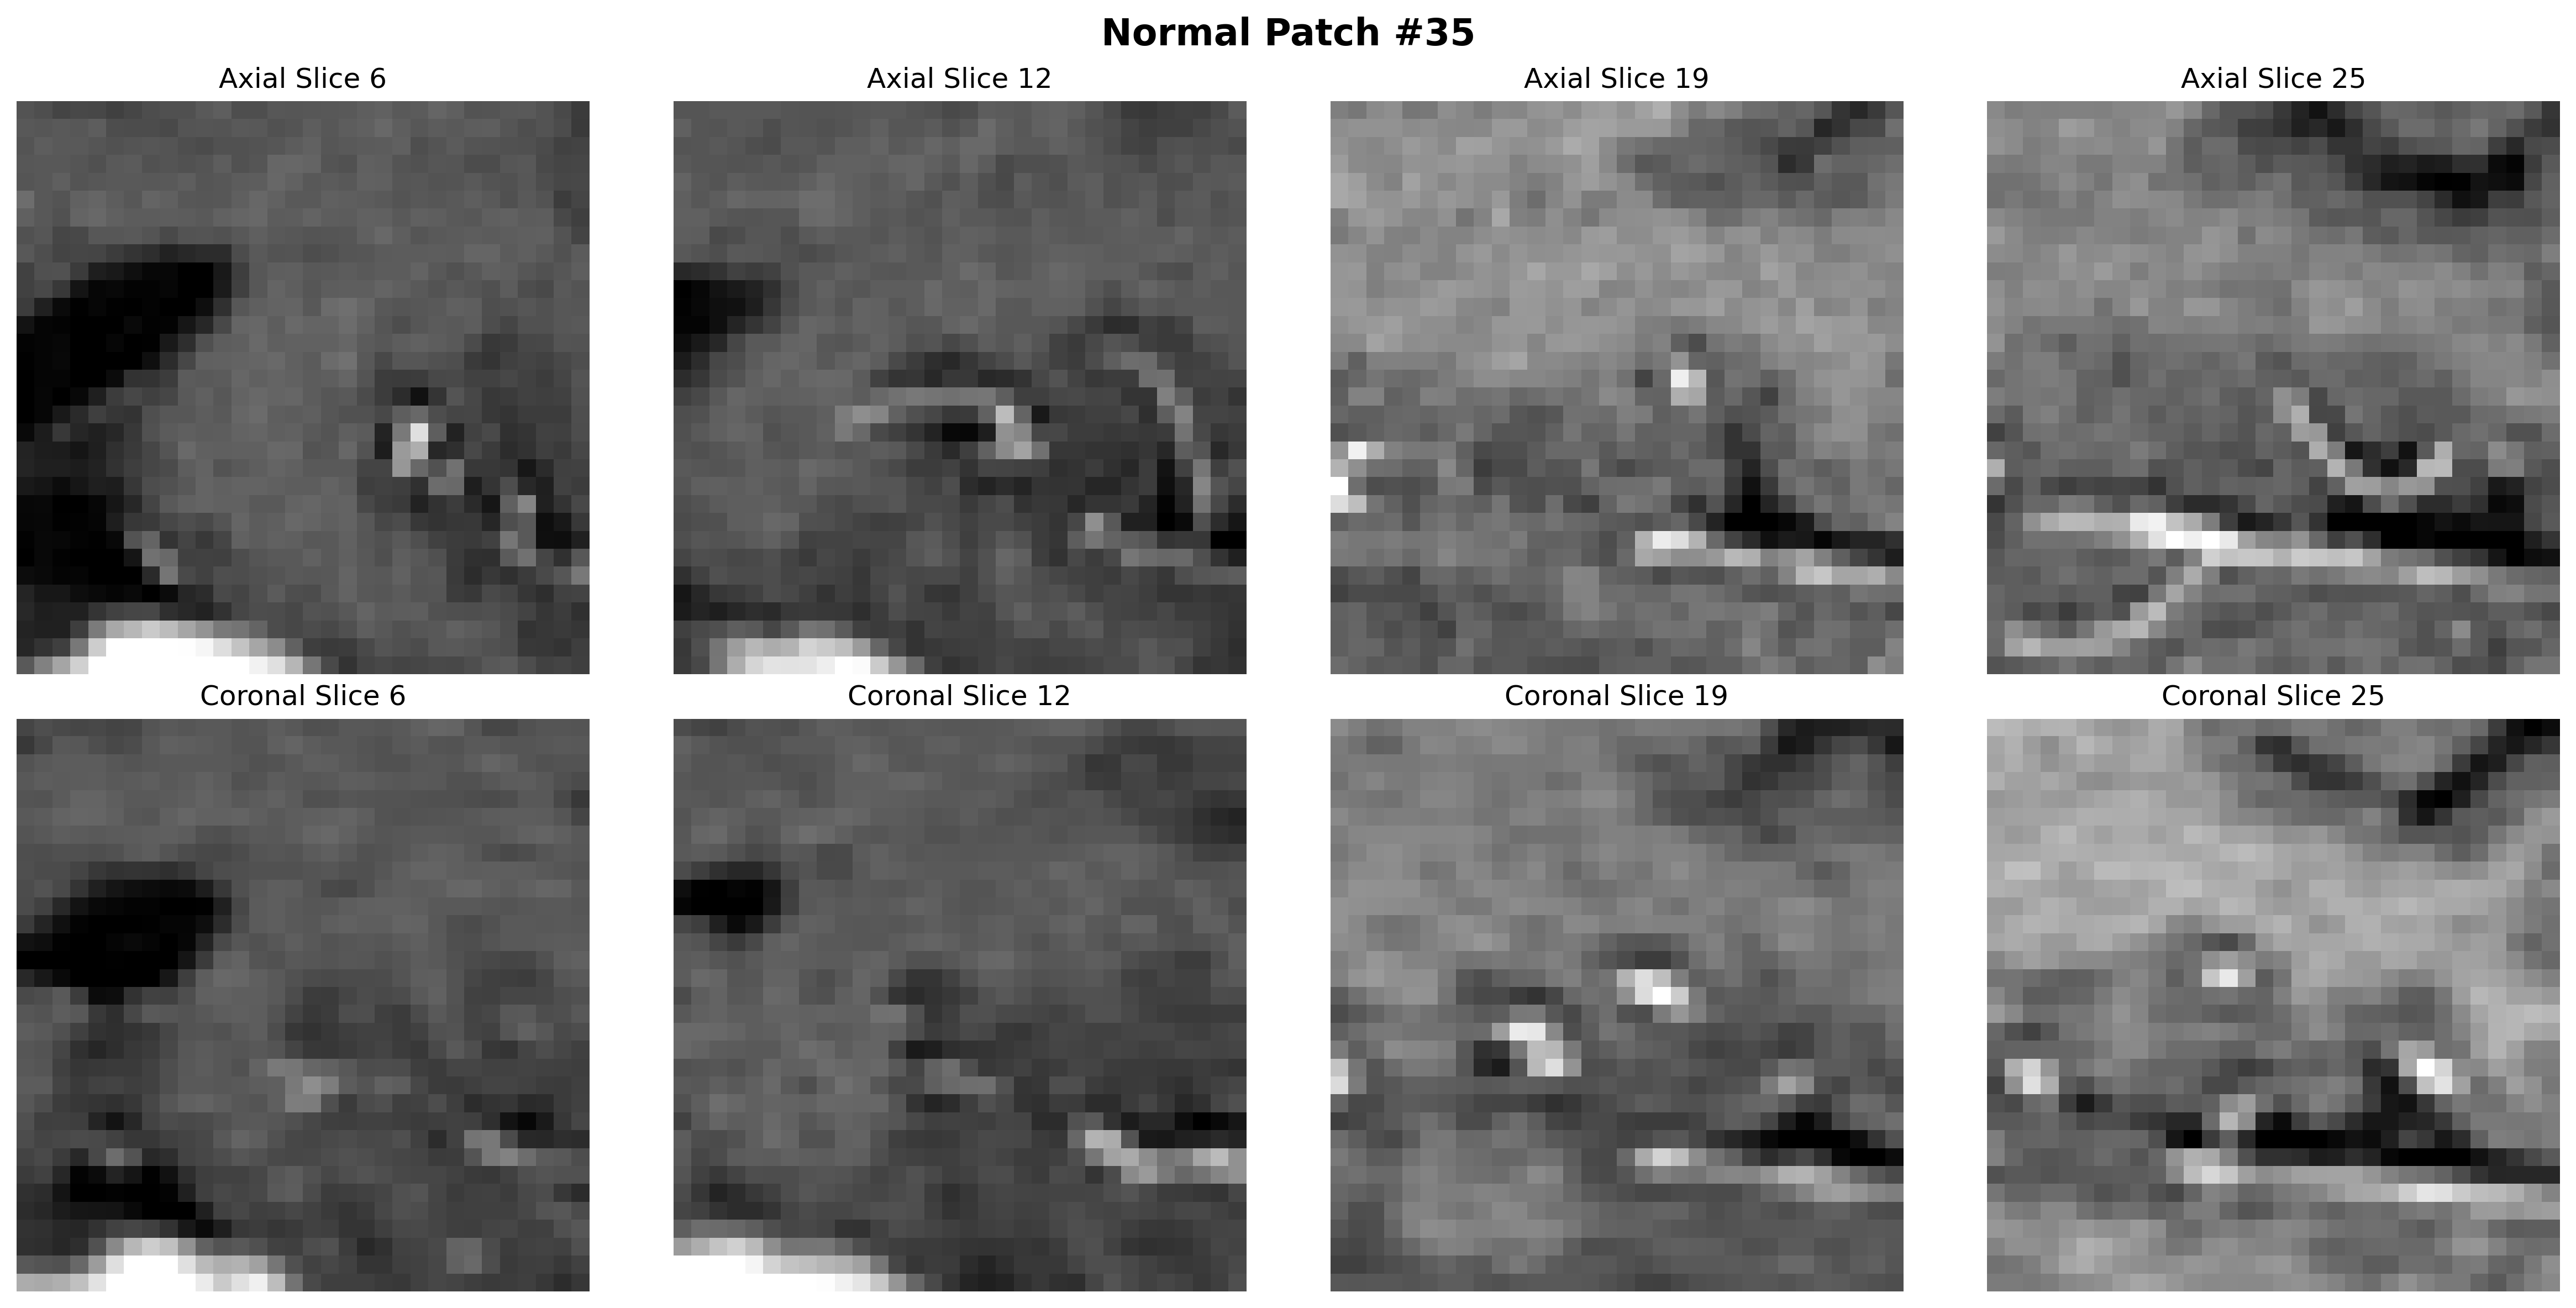 Normal Patch #35
Axial Slice 6
Axial Slice 12
Axial Slice 19
Axial Slice 25
Coronal Slice 6
Coronal Slice 12
Coronal Slice 19
Coronal Slice 25